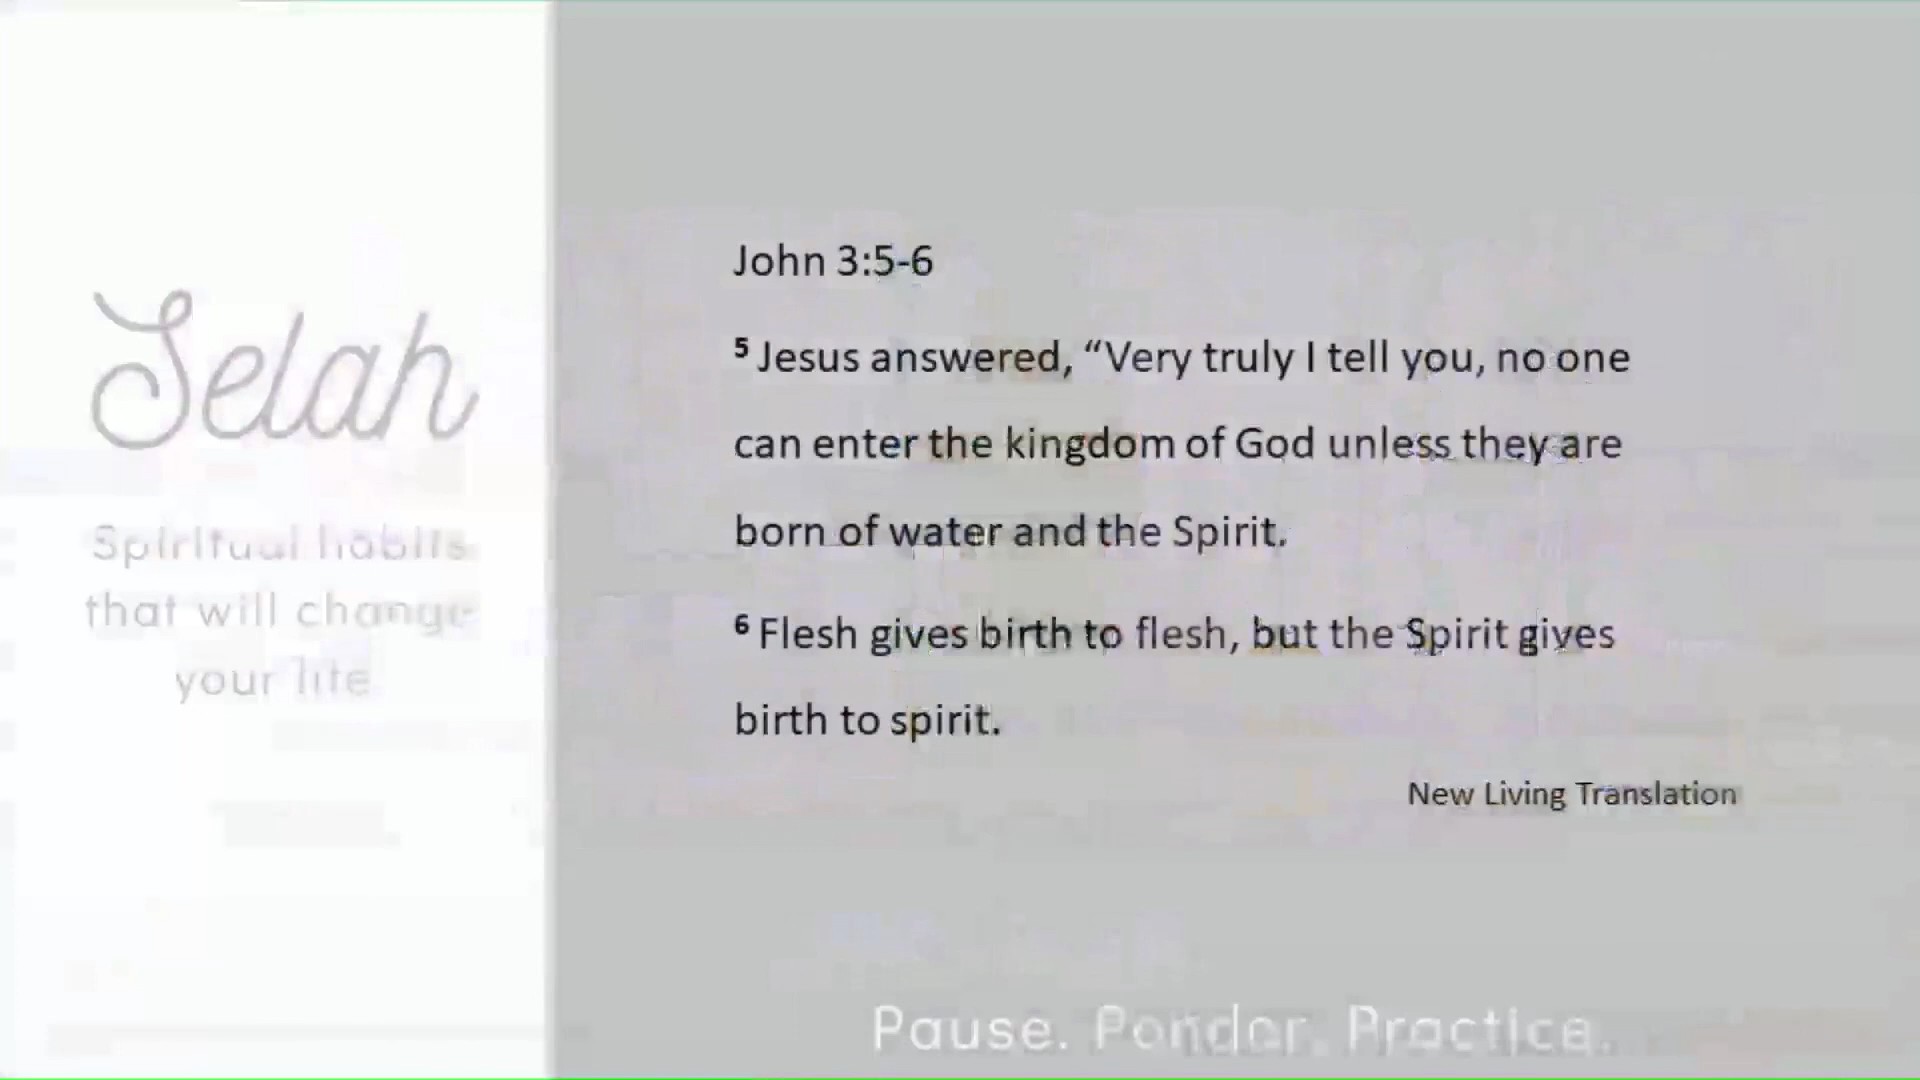 Selah
Spiritual habits
that will change
your life
John 3:5-6
5 Jesus answered, “Very truly I tell you, no one
can enter the kingdom of God unless they are
born of water and the Spirit.
6 Flesh gives birth to flesh, but the Spirit gives
birth to spirit.
New Living Translation
Pause. Ponder. Practice.